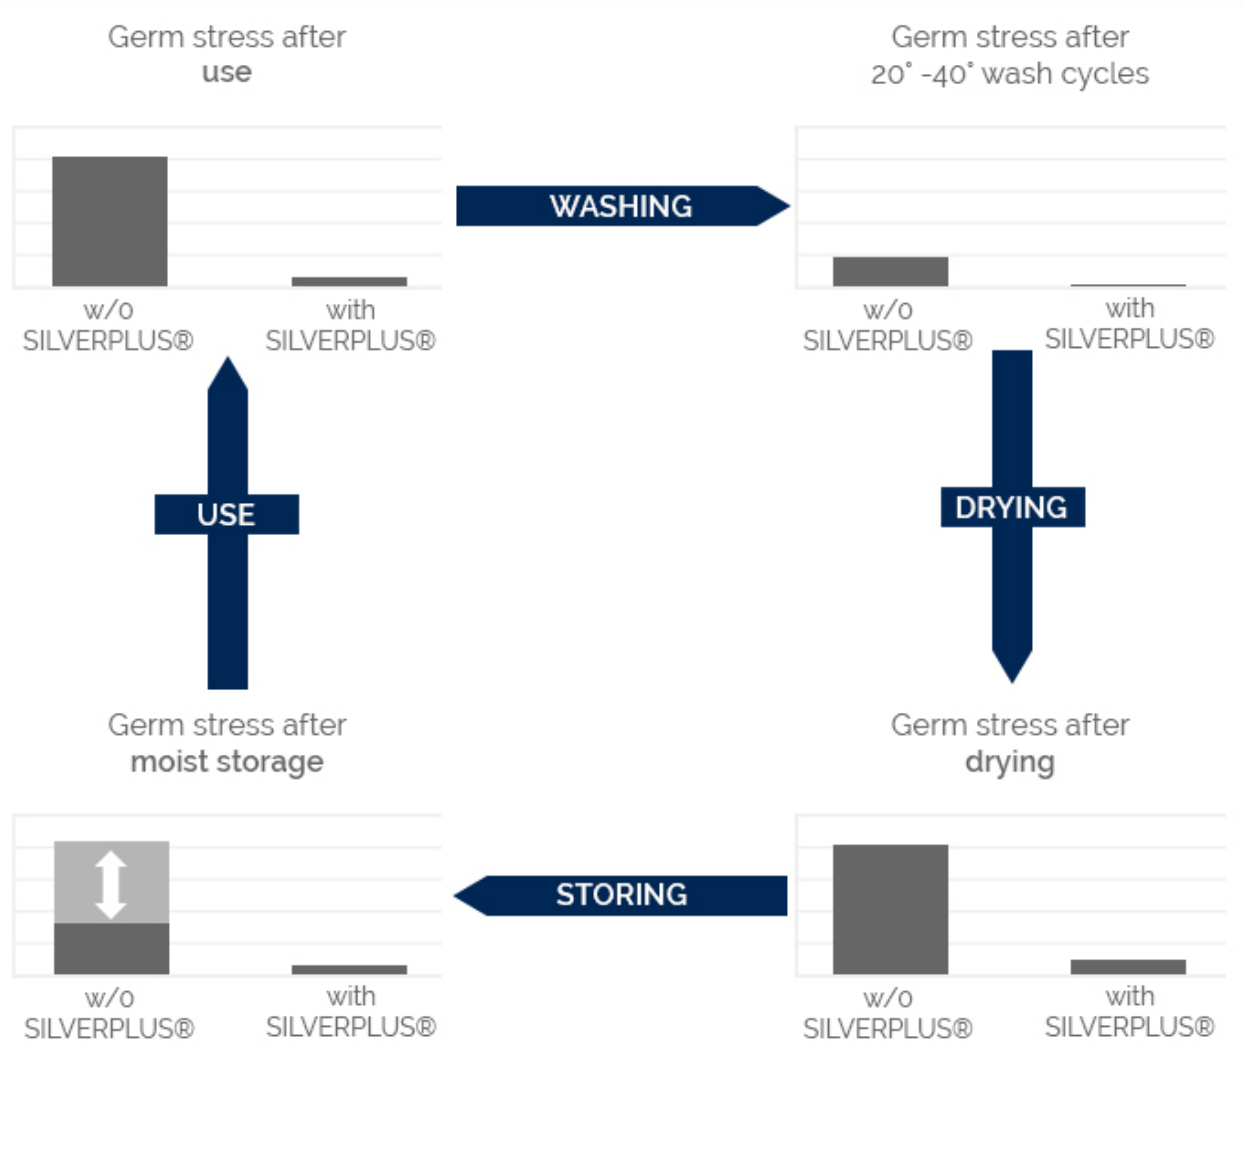 Germ stress after
use
Germ stress after
20° -40° wash cycles
WASHING
w/o
SILVERPLUS®
with
SILVERPLUS®
w/o
SILVERPLUS®
with
SILVERPLUS®
USE
DRYING
Germ stress after
moist storage
Germ stress after
drying
STORING
w/o
SILVERPLUS®
with
SILVERPLUS®
w/o
SILVERPLUS®
with
SILVERPLUS®